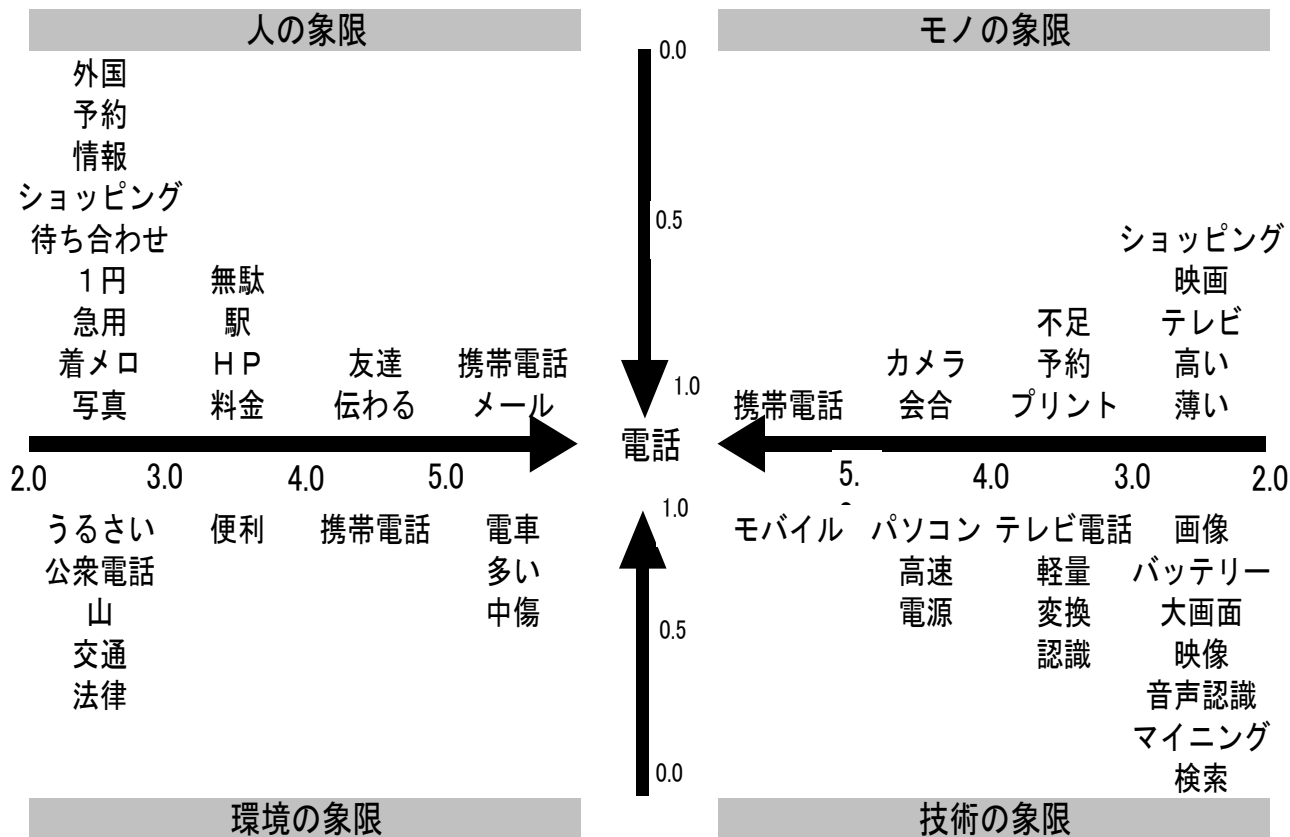 人の象限
外国
予約
情報
ショッピング
待ち合わせ
１円
急用
着メロ
写真
無駄
駅
ＨＰ
料金
友達
伝わる
携帯電話
メール
0.0
0.5
1.0
モノの象限
携帯電話
カメラ
会合
不足
予約
プリント
ショッピング
映画
テレビ
高い
薄い
2.0 3.0 4.0 5.0
電話
5. 4.0 3.0 2.0
うるさい
公衆電話
山
交通
法律
便利
携帯電話
電車
多い
中傷
環境の象限
1.0
0.5
0.0
モバイル
パソコン
高速
電源
テレビ電話
軽量
変換
認識
画像
バッテリー
大画面
映像
音声認識
マイニング
検索
技術の象限